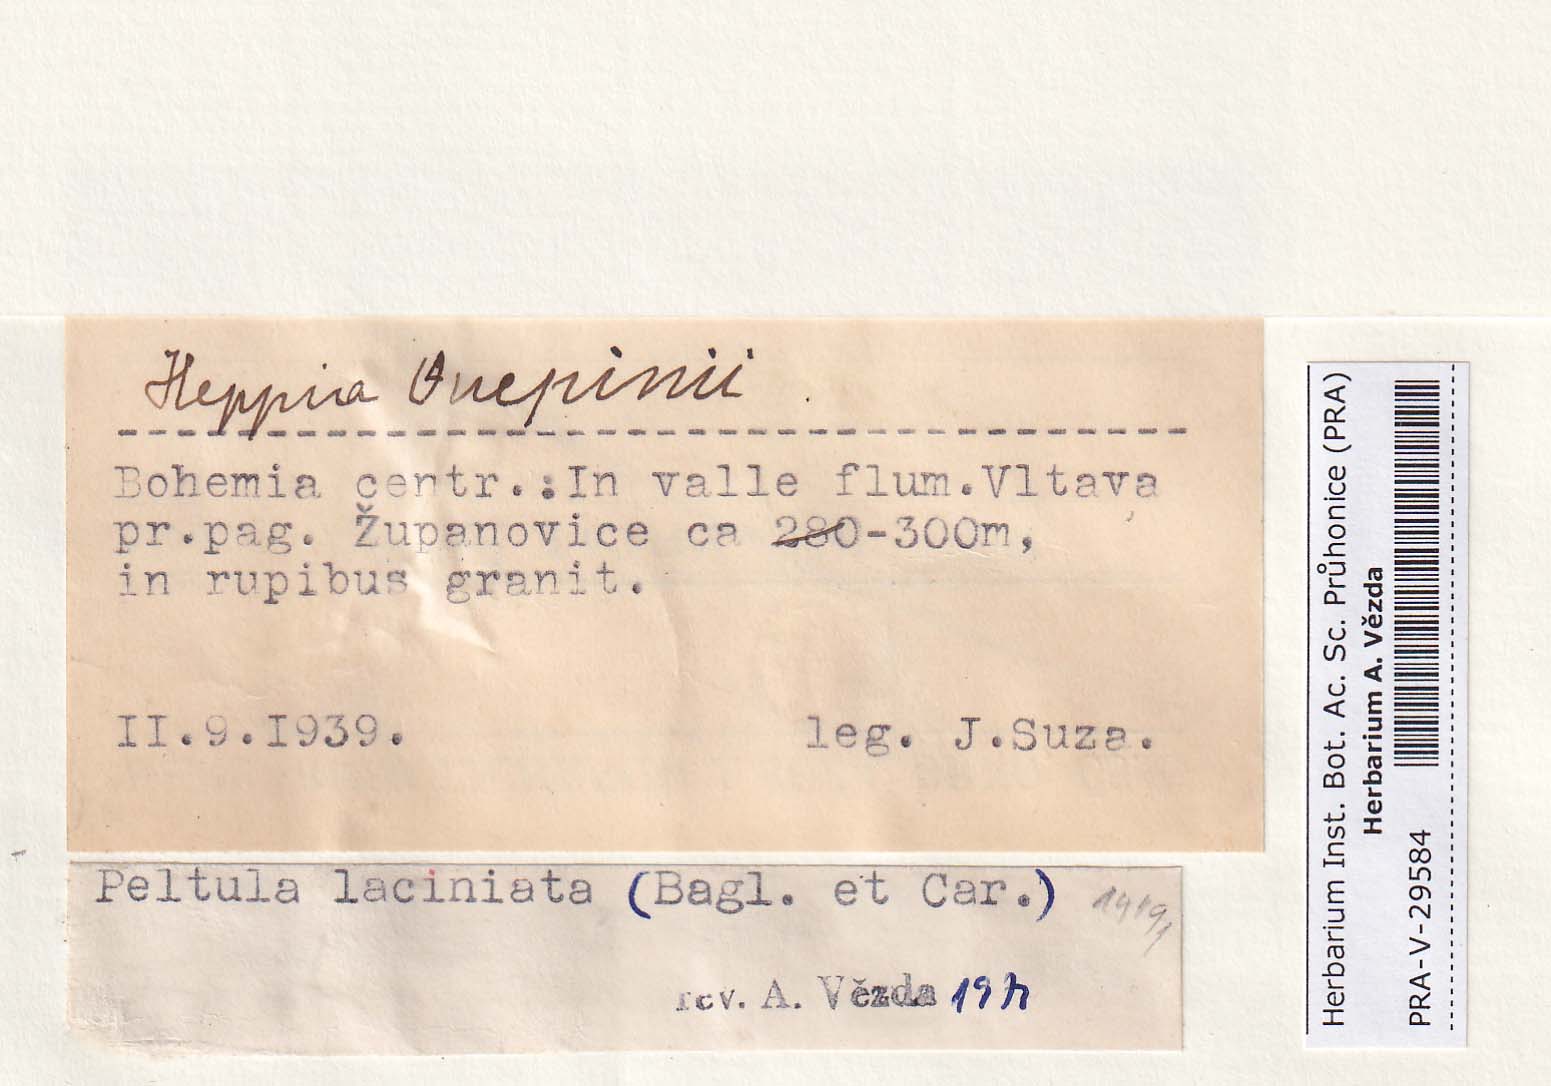 Heppia Guepinii
Bohemia centr.: In valle flum. Vltava
pr. pag. Županovice ca 280-300m,
in rupibus granit.
II.9.I939.
leg. J. Suza.
Peltula laciniata (Bagl. et Car.)
rev. A. Vězda
Herbarium Inst. Bot. Ac. Sc. Průhonice (PRA)
Herbarium A. Vězda
PRA-V-29584